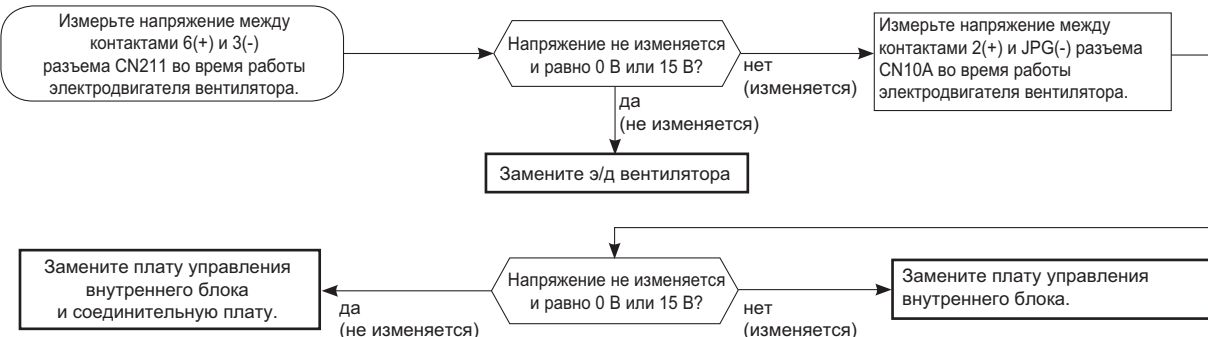 Измерьте напряжение между
контактами 6(+) и 3(-)
разъема CN211 во время работы
электродвигателя вентилятора.
Напряжение не изменяется
и равно 0 В или 15 В?
нет
(изменяется)
Измерьте напряжение между
контактами 2(+) и JPG(-) разъема
CN10A во время работы
электродвигателя вентилятора.
да
(не изменяется)
Замените э/д вентилятора
Замените плату управления
внутреннего блока
и соединительную плату.
да
(не изменяется)
Напряжение не изменяется
и равно 0 В или 15 В?
нет
(изменяется)
Замените плату управления
внутреннего блока.